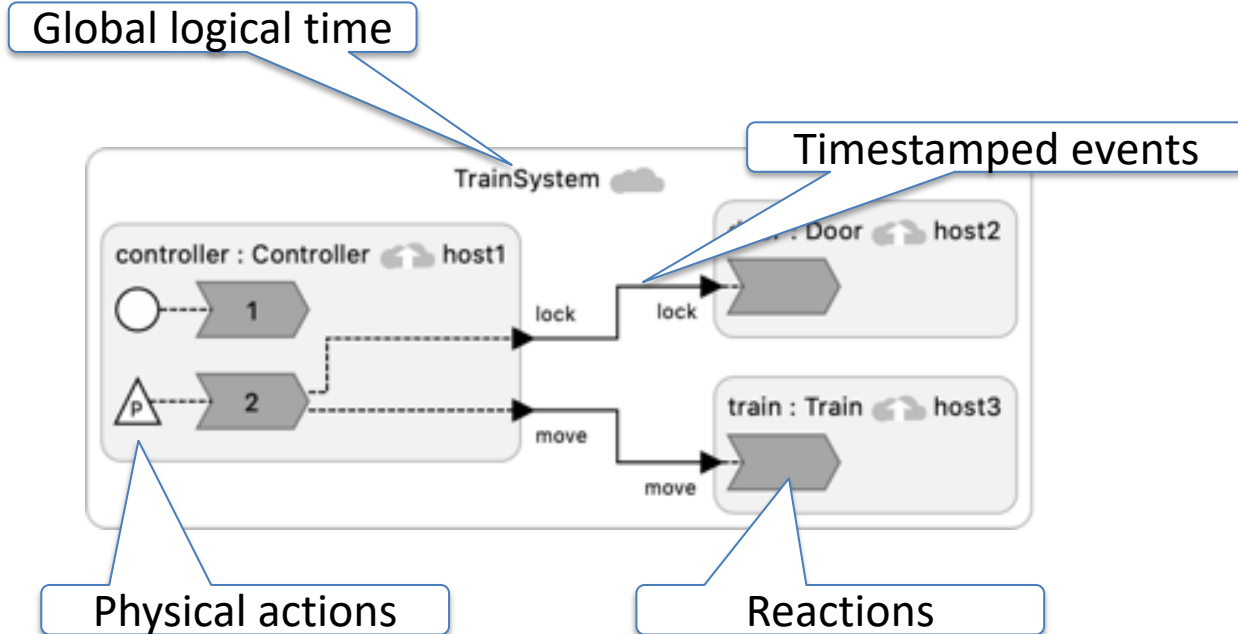 Global logical time
Timestamped events
TrainSystem
controller : Controller host1
: Door host2
1
lock
lock
P
2
train : Train host3
move
move
Physical actions
Reactions